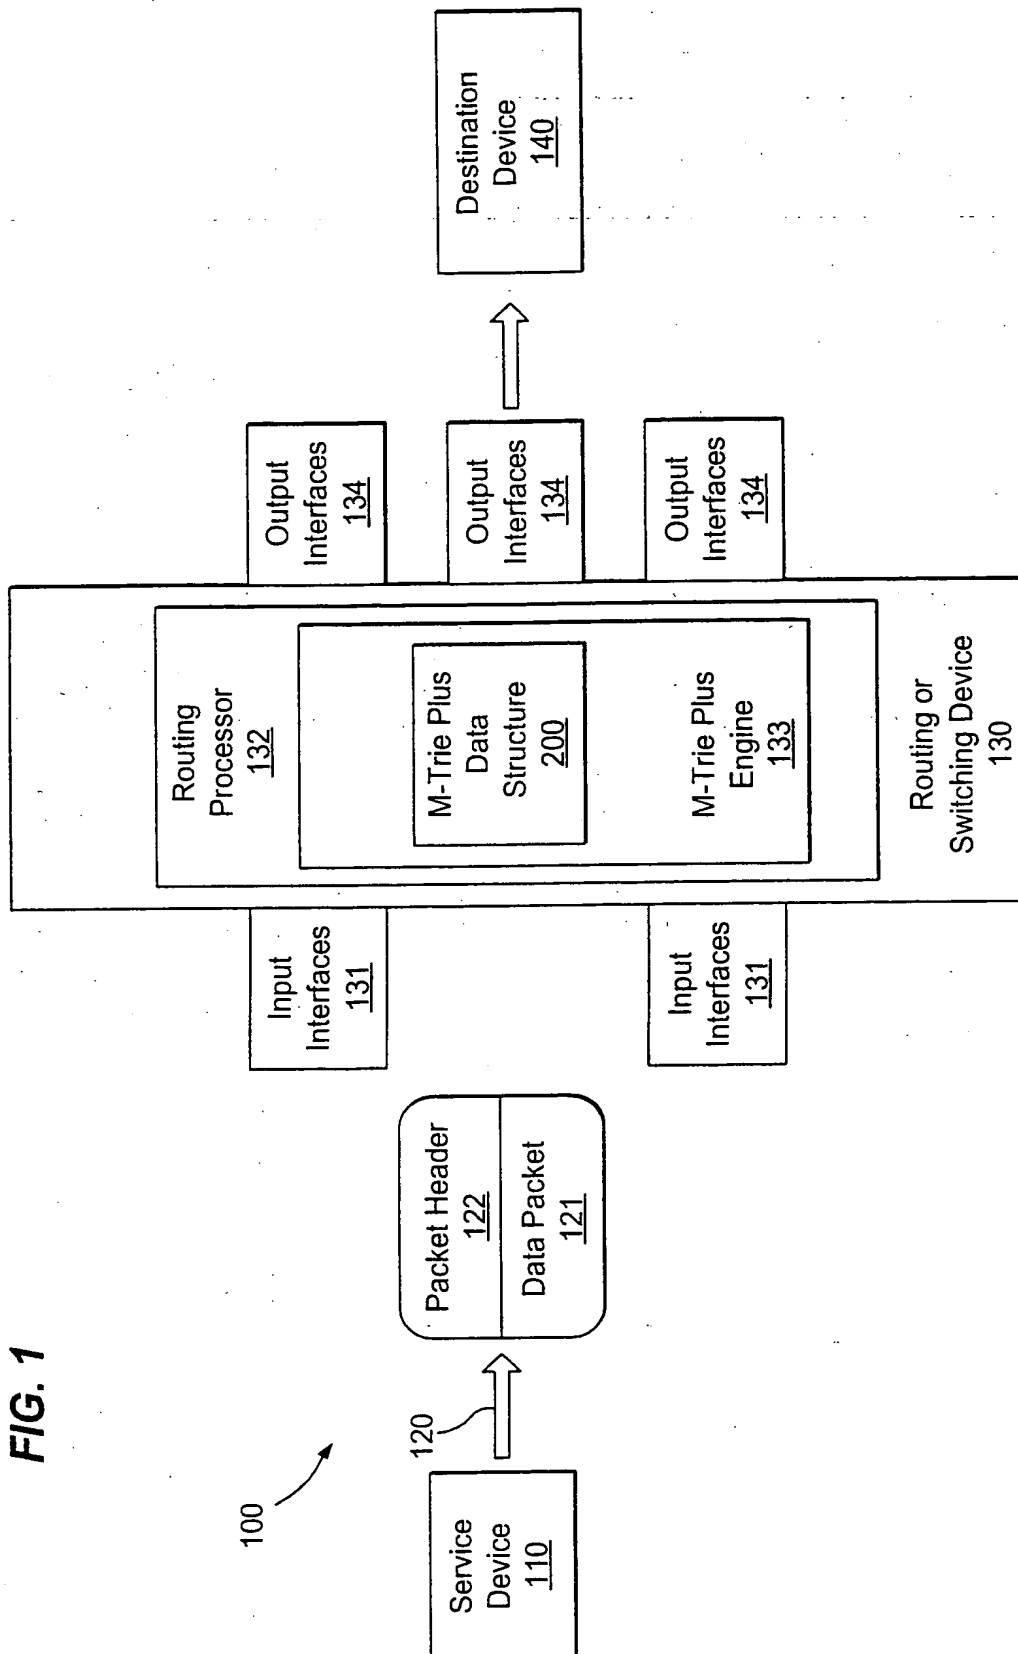 FIG. 1
100
Service
Device
110
120
Packet Header
122
Data Packet
121
Input
Interfaces
131
Input
Interfaces
131
Routing
Processor
132
M-Trie Plus
Data
Structure
200
M-Trie Plus
Engine
133
Routing or
Switching Device
130
Output
Interfaces
134
Output
Interfaces
134
Output
Interfaces
134
Destination
Device
140